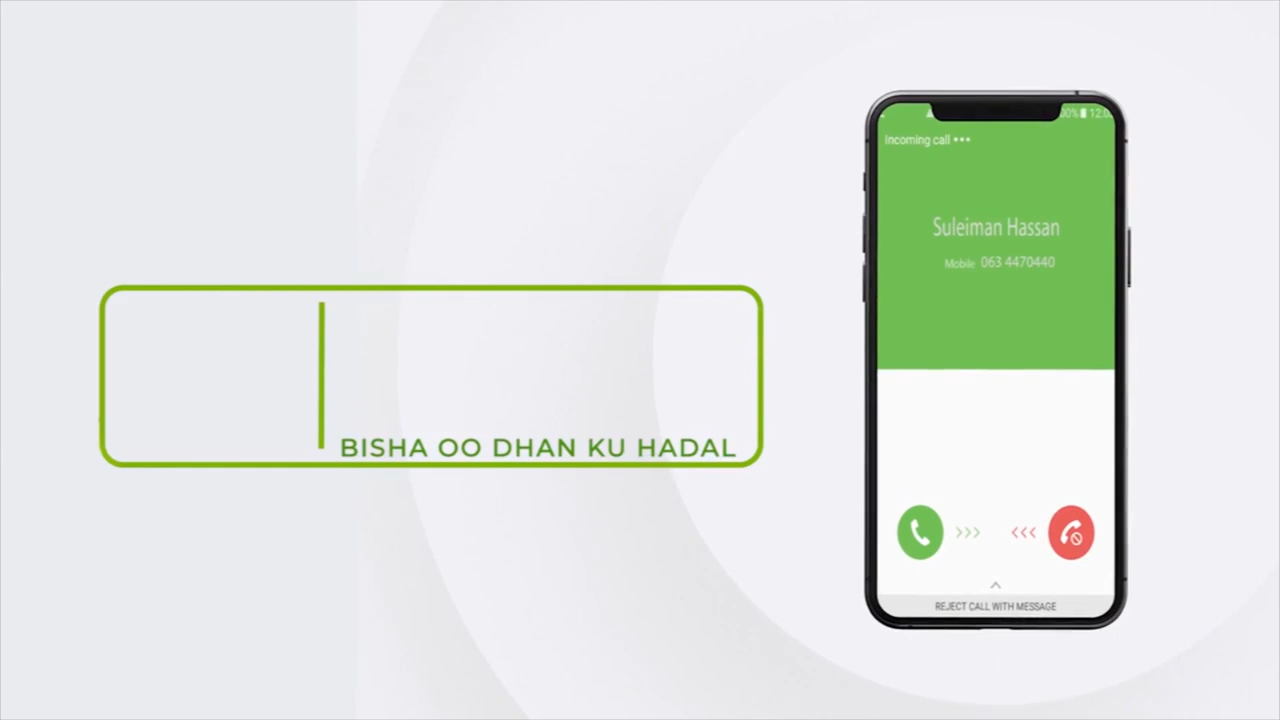 Incoming call •••
Suleiman Hassan
Mobile 063 4470440
BISHA OO DHAN KU HADAL
REJECT CALL WITH MESSAGE